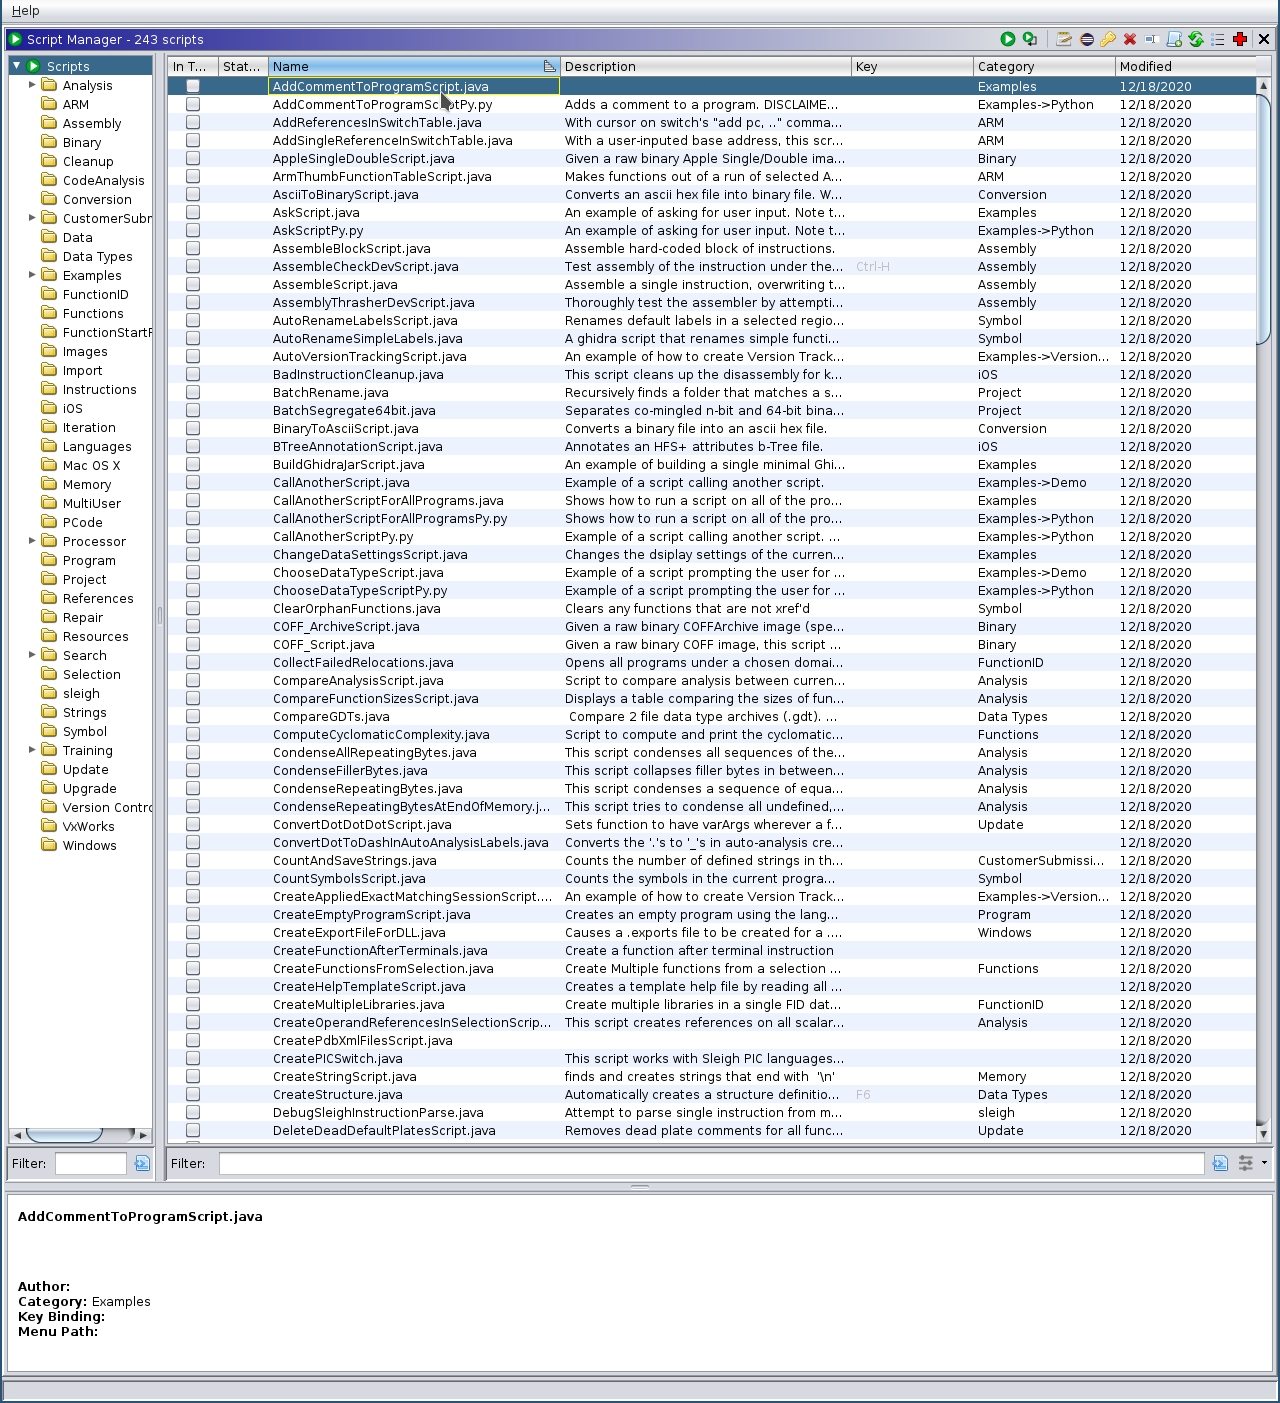 Help
Script Manager - 243 scripts
Scripts
Analysis
ARM
Assembly
Binary
Cleanup
CodeAnalysis
Conversion
CustomerSubr
Data
Data Types
Examples
FunctionID
Functions
FunctionStartF
Images
Import
Instructions
iOS
Iteration
Languages
Mac OS X
Memory
MultiUser
PCode
Processor
Program
Project
References
Repair
Resources
Search
Selection
sleigh
Strings
Symbol
Training
Update
Upgrade
Version Contro
VxWorks
Windows
Filter:
In T... Stat... Name Description Key Category Modified
AddCommentToProgramScript.java Examples 12/18/2020
AddCommentToProgramScriptPy.py Adds a comment to a program. DISCLAIME... Examples->Python 12/18/2020
AddReferencesInSwitchTable.java With cursor on switch's "add pc, .." comma... ARM 12/18/2020
AddSingleReferenceInSwitchTable.java With a user-inputed base address, this scr... ARM 12/18/2020
AppleSingleDoubleScript.java Given a raw binary Apple Single/Double ima... Binary 12/18/2020
ArmThumbFunctionTableScript.java Makes functions out of a run of selected A... ARM 12/18/2020
AsciiToBinaryScript.java Converts an ascii hex file into binary file. W... Conversion 12/18/2020
AskScript.java An example of asking for user input. Note t... Examples 12/18/2020
AskScriptPy.py An example of asking for user input. Note t... Examples->Python 12/18/2020
AssembleBlockScript.java Assemble hard-coded block of instructions. Assembly 12/18/2020
AssembleCheckDevScript.java Test assembly of the instruction under the... Ctrl-H Assembly 12/18/2020
AssembleScript.java Assemble a single instruction, overwriting t... Assembly 12/18/2020
AssemblyThrasherDevScript.java Thoroughly test the assembler by attempti... Assembly 12/18/2020
AutoRenameLabelsScript.java Renames default labels in a selected regio... Symbol 12/18/2020
AutoRenameSimpleLabels.java A ghidra script that renames simple functi... Symbol 12/18/2020
AutoVersionTrackingScript.java An example of how to create Version Track... Examples->Version... 12/18/2020
BadInstructionCleanup.java This script cleans up the disassembly for k... iOS 12/18/2020
BatchRename.java Recursively finds a folder that matches a s... Project 12/18/2020
BatchSegregate64bit.java Separates co-mingled n-bit and 64-bit bina... Project 12/18/2020
BinaryToAsciiScript.java Converts a binary file into an ascii hex file. Conversion 12/18/2020
BTreeAnnotationScript.java Annotates an HFS+ attributes b-Tree file. iOS 12/18/2020
BuildGhidraJarScript.java An example of building a single minimal Ghi... Examples 12/18/2020
CallAnotherScript.java Example of a script calling another script. Examples->Demo 12/18/2020
CallAnotherScriptForAllPrograms.java Shows how to run a script on all of the pro... Examples 12/18/2020
CallAnotherScriptForAllProgramsPy.py Shows how to run a script on all of the pro... Examples->Python 12/18/2020
CallAnotherScriptPy.py Example of a script calling another script. ... Examples->Python 12/18/2020
ChangeDataSettingsScript.java Changes the dsiplay settings of the curren... Examples 12/18/2020
ChooseDataTypeScript.java Example of a script prompting the user for ... Examples->Demo 12/18/2020
ChooseDataTypeScriptPy.py Example of a script prompting the user for ... Examples->Python 12/18/2020
ClearOrphanFunctions.java Clears any functions that are not xref'd Symbol 12/18/2020
COFF_ArchiveScript.java Given a raw binary COFFArchive image (spe... Binary 12/18/2020
COFF_Script.java Given a raw binary COFF image, this script ... Binary 12/18/2020
CollectFailedRelocations.java Opens all programs under a chosen domai... FunctionID 12/18/2020
CompareAnalysisScript.java Script to compare analysis between curren... Analysis 12/18/2020
CompareFunctionSizesScript.java Displays a table comparing the sizes of fun... Analysis 12/18/2020
CompareGDTs.java Compare 2 file data type archives (.gdt). ... Data Types 12/18/2020
ComputeCyclomaticComplexity.java Script to compute and print the cyclomatic... Functions 12/18/2020
CondenseAllRepeatingBytes.java This script condenses all sequences of the... Analysis 12/18/2020
CondenseFillerBytes.java This script collapses filler bytes in between... Analysis 12/18/2020
CondenseRepeatingBytes.java This script condenses a sequence of equa... Analysis 12/18/2020
CondenseRepeatingBytesAtEndOfMemory.j... This script tries to condense all undefined,... Analysis 12/18/2020
ConvertDotDotDotScript.java Sets function to have varArgs wherever a f... Update 12/18/2020
ConvertDotToDashInAutoAnalysisLabels.java Converts the '.'s to '_'s in auto-analysis cre... 12/18/2020
CountAndSaveStrings.java Counts the number of defined strings in th... CustomerSubmissi... 12/18/2020
CountSymbolsScript.java Counts the symbols in the current progra... Symbol 12/18/2020
CreateAppliedExactMatchingSessionScript.... An example of how to create Version Track... Examples->Version... 12/18/2020
CreateEmptyProgramScript.java Creates an empty program using the lang... Program 12/18/2020
CreateExportFileForDLL.java Causes a .exports file to be created for a .... Windows 12/18/2020
CreateFunctionAfterTerminals.java Create a function after terminal instruction 12/18/2020
CreateFunctionsFromSelection.java Create Multiple functions from a selection ... Functions 12/18/2020
CreateHelpTemplateScript.java Creates a template help file by reading all ... 12/18/2020
CreateMultipleLibraries.java Create multiple libraries in a single FID dat... FunctionID 12/18/2020
CreateOperandReferencesInSelectionScrip... This script creates references on all scalar... Analysis 12/18/2020
CreatePdbXmlFilesScript.java 12/18/2020
CreatePICSwitch.java This script works with Sleigh PIC languages... 12/18/2020
CreateStringScript.java finds and creates strings that end with '\n' Memory 12/18/2020
CreateStructure.java Automatically creates a structure definitio... F6 Data Types 12/18/2020
DebugSleighInstructionParse.java Attempt to parse single instruction from m... sleigh 12/18/2020
DeleteDeadDefaultPlatesScript.java Removes dead plate comments for all func... Update 12/18/2020
Filter:
AddCommentToProgramScript.java
Author:
Category: Examples
Key Binding:
Menu Path: